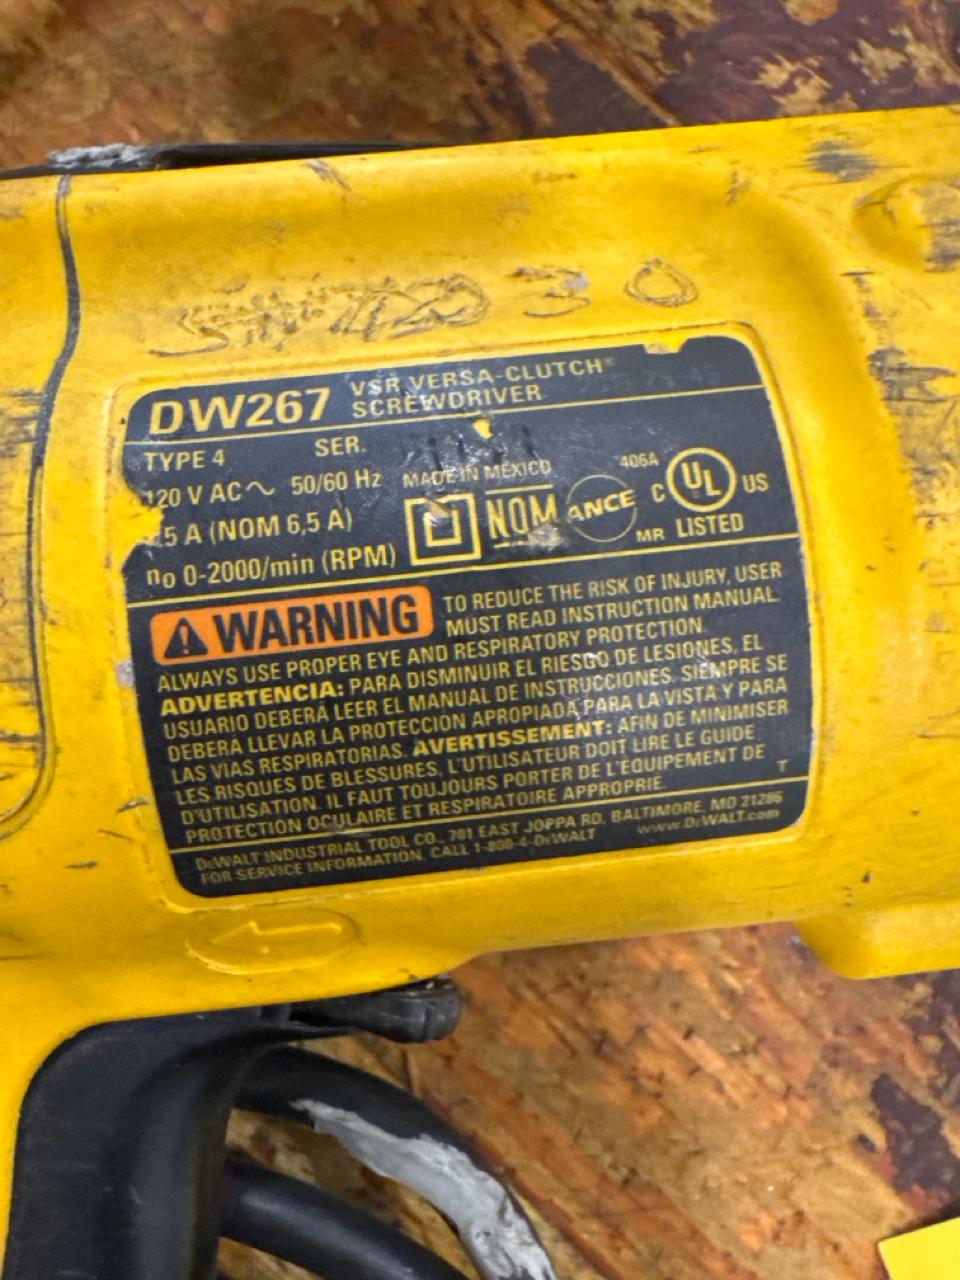 DW267 VSR VERSA-CLUTCH®
SCREWDRIVER
TYPE 4 SER.
120 V AC~ 50/60 Hz MADE IN MEXICO
5 A (NOM 6,5 A) NOM ANCE
406A C UL US
MR LISTED
no 0-2000/min (RPM)
WARNING TO REDUCE THE RISK OF INJURY, USER
MUST READ INSTRUCTION MANUAL.
ALWAYS USE PROPER EYE AND RESPIRATORY PROTECTION.
ADVERTENCIA: PARA DISMINUIR EL RIESGO DE LESIONES, EL
USUARIO DEBERÁ LEER EL MANUAL DE INSTRUCCIONES. SIEMPRE SE
DEBERÁ LLEVAR LA PROTECCION APROPIADA PARA LA VISTA Y PARA
LAS VIAS RESPIRATORIAS. AVERTISSEMENT: AFIN DE MINIMISER
LES RISQUES DE BLESSURES, L'UTILISATEUR DOIT LIRE LE GUIDE
D'UTILISATION. IL FAUT TOUJOURS PORTER DE L'ÉQUIPEMENT DE
PROTECTION OCULAIRE ET RESPIRATOIRE APPROPRIE. T
DEWALT INDUSTRIAL TOOL CO., 701 EAST JOPPA RD. BALTIMORE, MD 21286
FOR SERVICE INFORMATION, CALL 1-800-4-DEWALT www.DEWALT.com